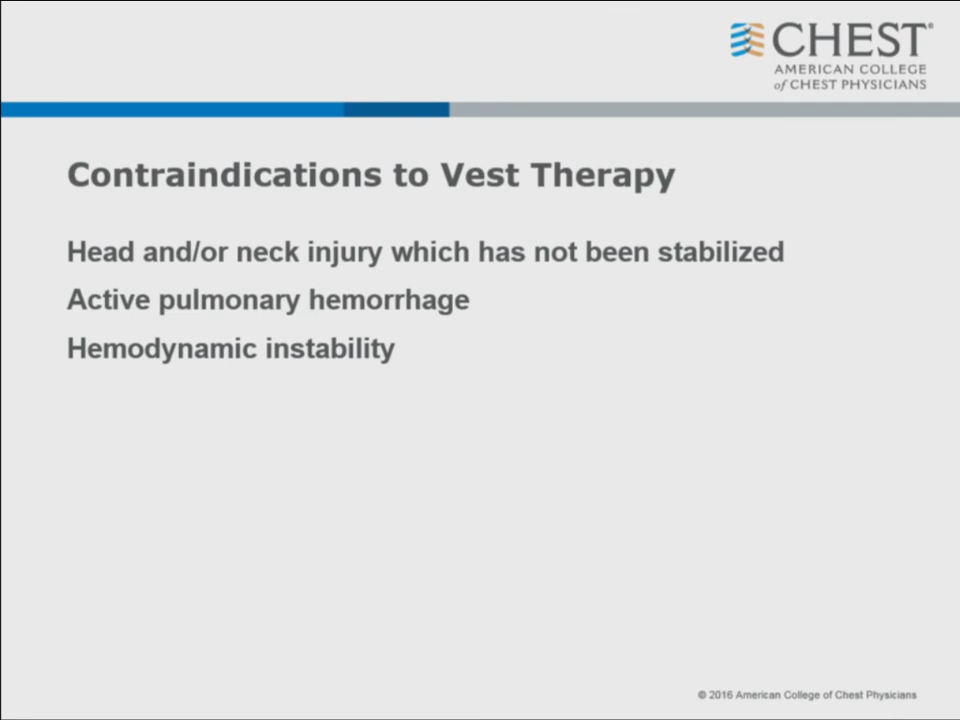 CHEST®
AMERICAN COLLEGE
of CHEST PHYSICIANS
Contraindications to Vest Therapy
Head and/or neck injury which has not been stabilized
Active pulmonary hemorrhage
Hemodynamic instability
© 2016 American College of Chest Physicians